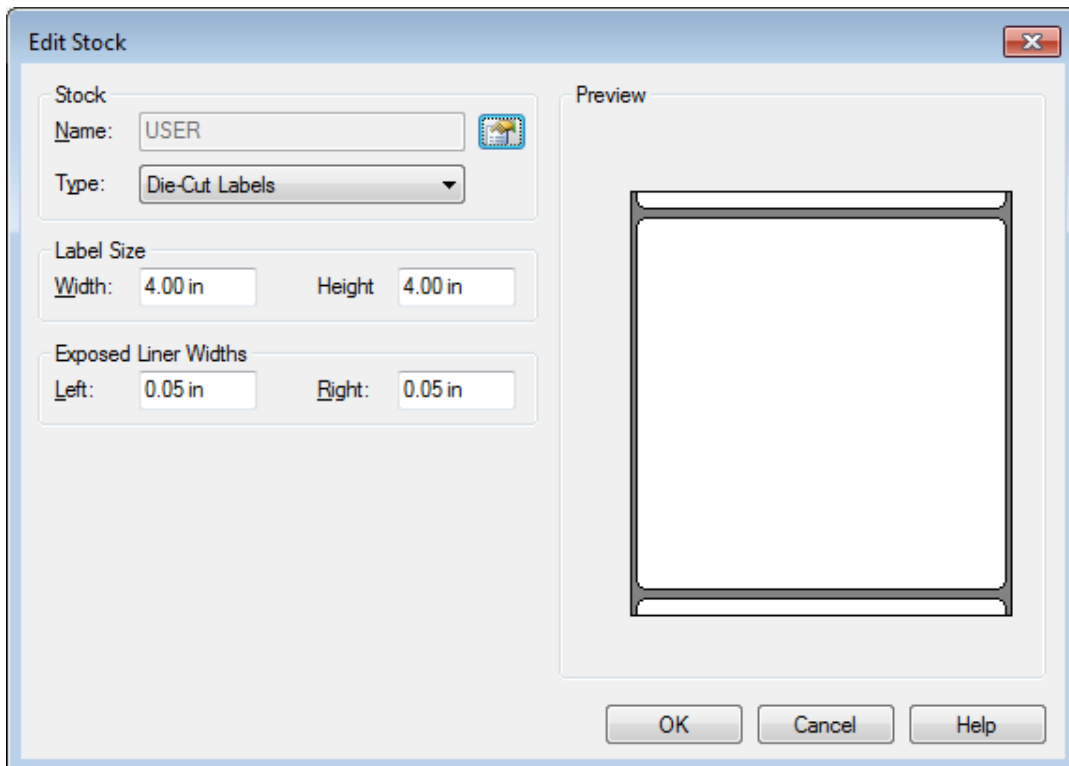 Edit Stock
Stock
Name: USER
Type: Die-Cut Labels
Label Size
Width: 4.00 in Height 4.00 in
Exposed Liner Widths
Left: 0.05 in Right: 0.05 in
Preview
OK Cancel Help